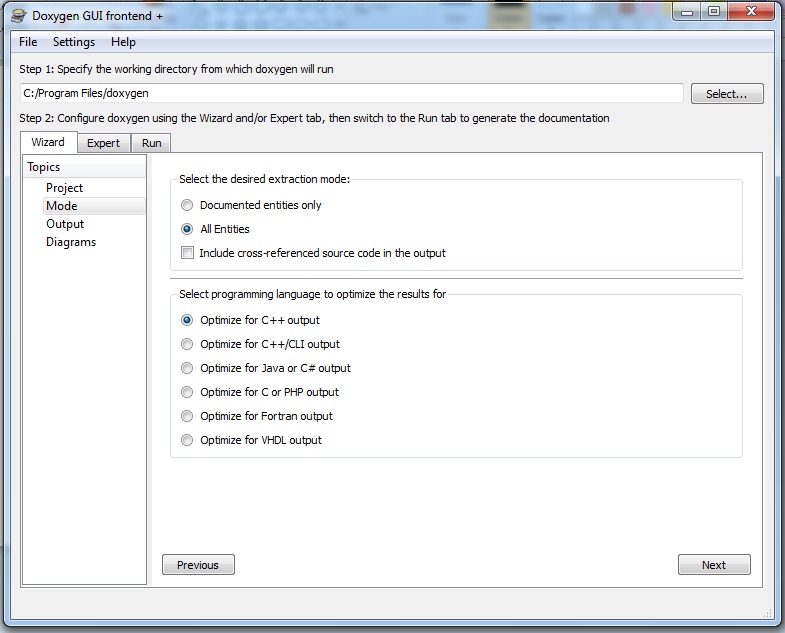 Doxygen GUI frontend +
File Settings Help
Step 1: Specify the working directory from which doxygen will run
C:/Program Files/doxygen
Select...
Step 2: Configure doxygen using the Wizard and/or Expert tab, then switch to the Run tab to generate the documentation
Wizard Expert Run
Topics
Project
Mode
Output
Diagrams
Select the desired extraction mode:
Documented entities only
All Entities
Include cross-referenced source code in the output
Select programming language to optimize the results for
Optimize for C++ output
Optimize for C++/CLI output
Optimize for Java or C# output
Optimize for C or PHP output
Optimize for Fortran output
Optimize for VHDL output
Previous
Next